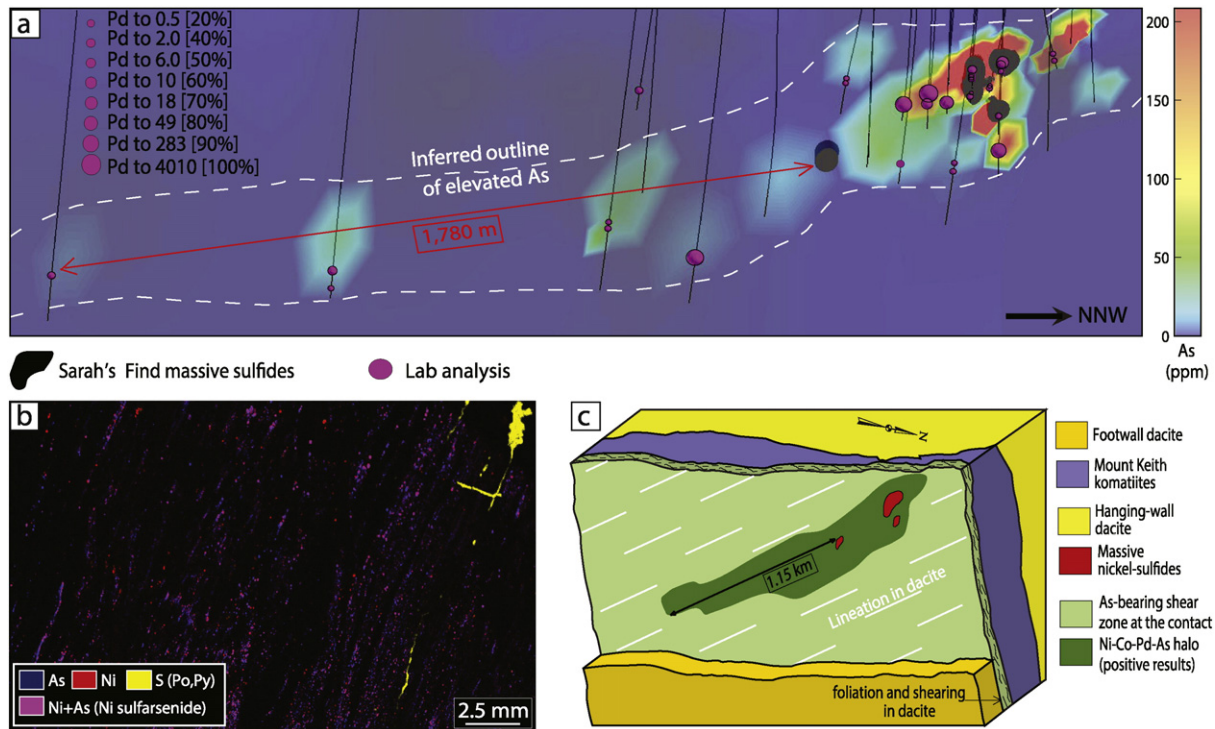 a
Pd to 0.5 [20%]
Pd to 2.0 [40%]
Pd to 6.0 [50%]
Pd to 10 [60%]
Pd to 18 [70%]
Pd to 49 [80%]
Pd to 283 [90%]
Pd to 4010 [100%]
Inferred outline
of elevated As
1,780 m
NNW
200
150
100
50
0
As
(ppm)
Sarah's Find massive sulfides
Lab analysis
b
As
Ni
S (Po,Py)
Ni+As (Ni sulfarsenide)
2.5 mm
c
N
1.15 km
Lineation in dacite
foliation and shearing
in dacite
Footwall dacite
Mount Keith
komatiites
Hanging-wall
dacite
Massive
nickel-sulfides
As-bearing shear
zone at the contact
Ni-Co-Pd-As halo
(positive results)